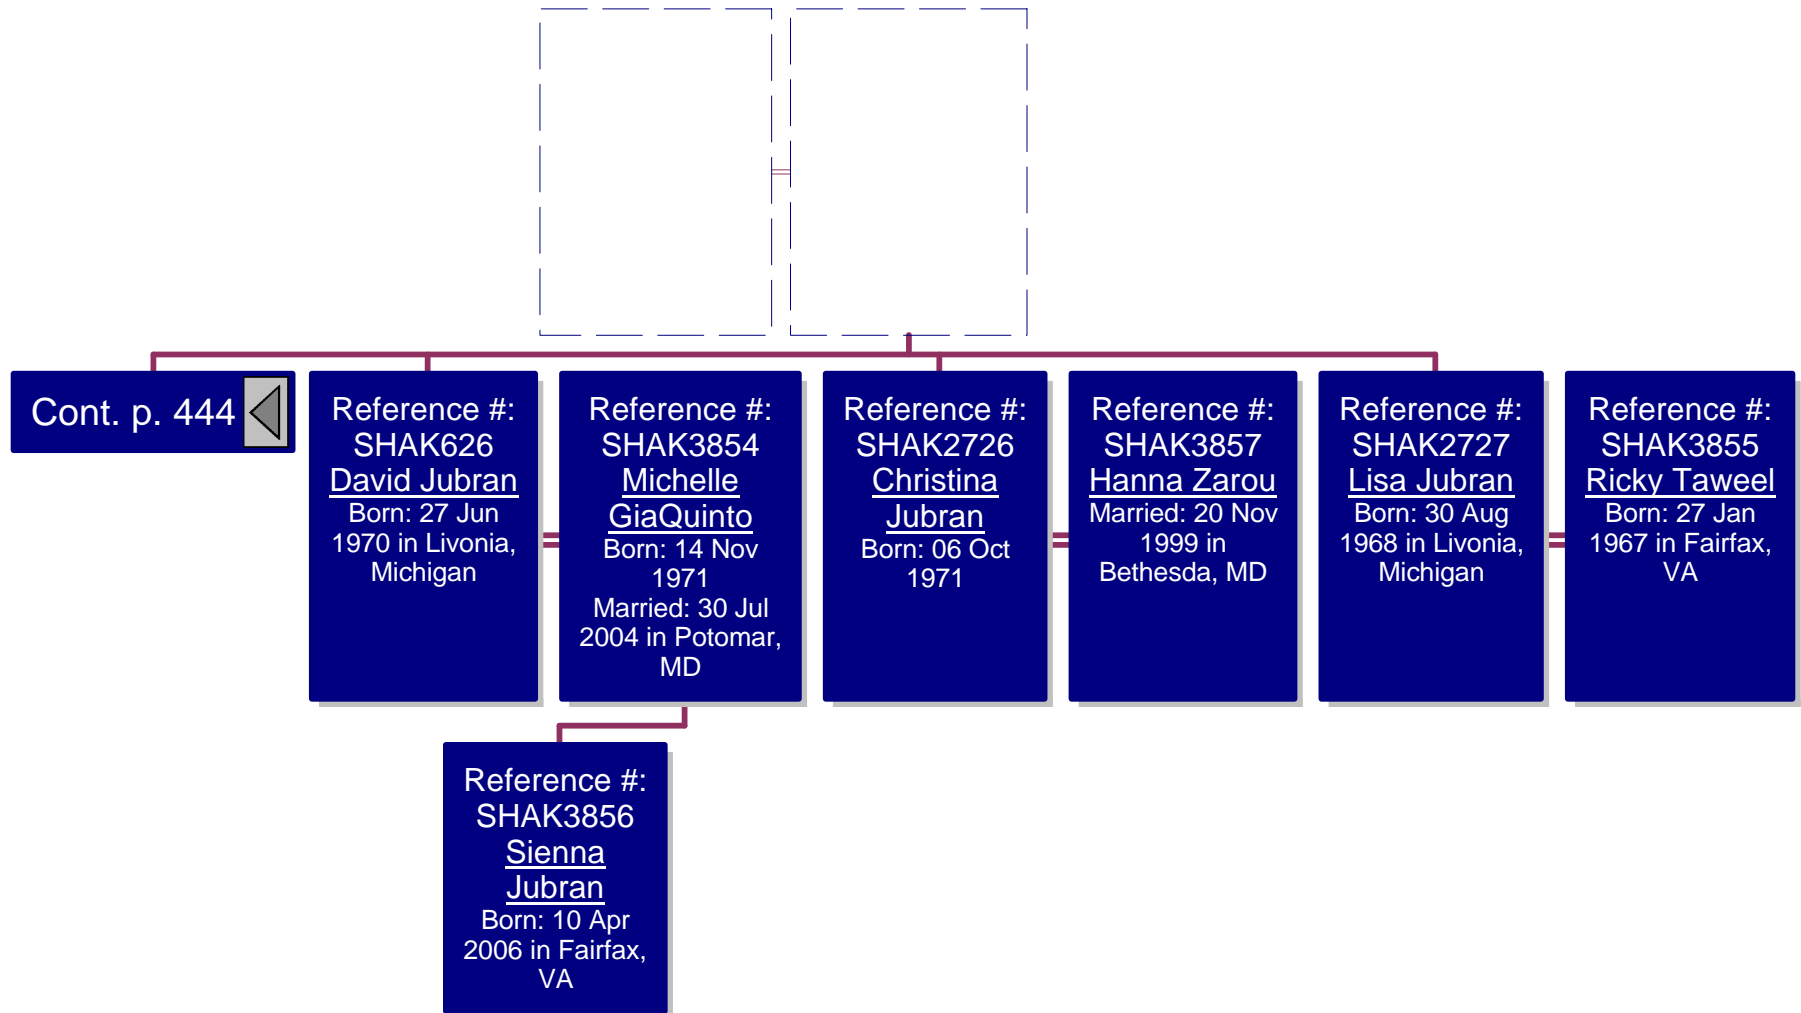 Cont. p. 444
Reference #:
SHAK626
David Jubran
Born: 27 Jun
1970 in Livonia,
Michigan
Reference #:
SHAK3854
Michelle
GiaQuinto
Born: 14 Nov
1971
Married: 30 Jul
2004 in Potomar,
MD
Reference #:
SHAK2726
Christina
Jubran
Born: 06 Oct
1971
Reference #:
SHAK3857
Hanna Zarou
Married: 20 Nov
1999 in
Bethesda, MD
Reference #:
SHAK2727
Lisa Jubran
Born: 30 Aug
1968 in Livonia,
Michigan
Reference #:
SHAK3855
Ricky Taweel
Born: 27 Jan
1967 in Fairfax,
VA
Reference #:
SHAK3856
Sienna
Jubran
Born: 10 Apr
2006 in Fairfax,
VA